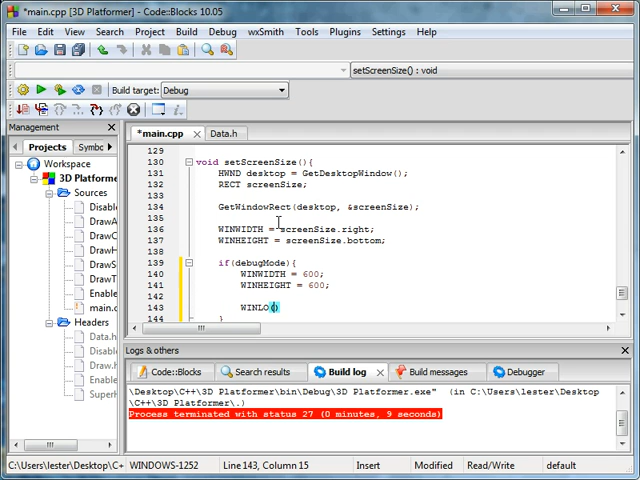 *main.cpp [3D Platformer] - Code::Blocks 10.05
File Edit View Search Project Build Debug wxSmith Tools Plugins Settings Help
setScreenSize() : void
Build target: Debug
Management
Projects Symbo
Workspace
3D Platformer
Sources
Disable
DrawA
DrawC
DrawS
DrawT
Enable
main.c
Headers
Data.h
Disable
DrawE
Enable
SuperH
*main.cpp Data.h
129
130 void setScreenSize(){
131 HWND desktop = GetDesktopWindow();
132 RECT screenSize;
133
134 GetWindowRect(desktop, &screenSize);
135
136 WINWIDTH = screenSize.right;
137 WINHEIGHT = screenSize.bottom;
138
139 if(debugMode){
140 WINWIDTH = 600;
141 WINHEIGHT = 600;
142
143 WINLO()
144 }
Logs & others
Code::Blocks Search results Build log Build messages Debugger
\Desktop\C++\3D Platformer\bin\Debug\3D Platformer.exe" (in C:\Users\lester\Desktop
\C++\3D Platformer\.)
Process terminated with status 27 (0 minutes, 9 seconds)
C:\Users\lester\Desktop\C+ WINDOWS-1252 Line 143, Column 15 Insert Modified Read/Write default